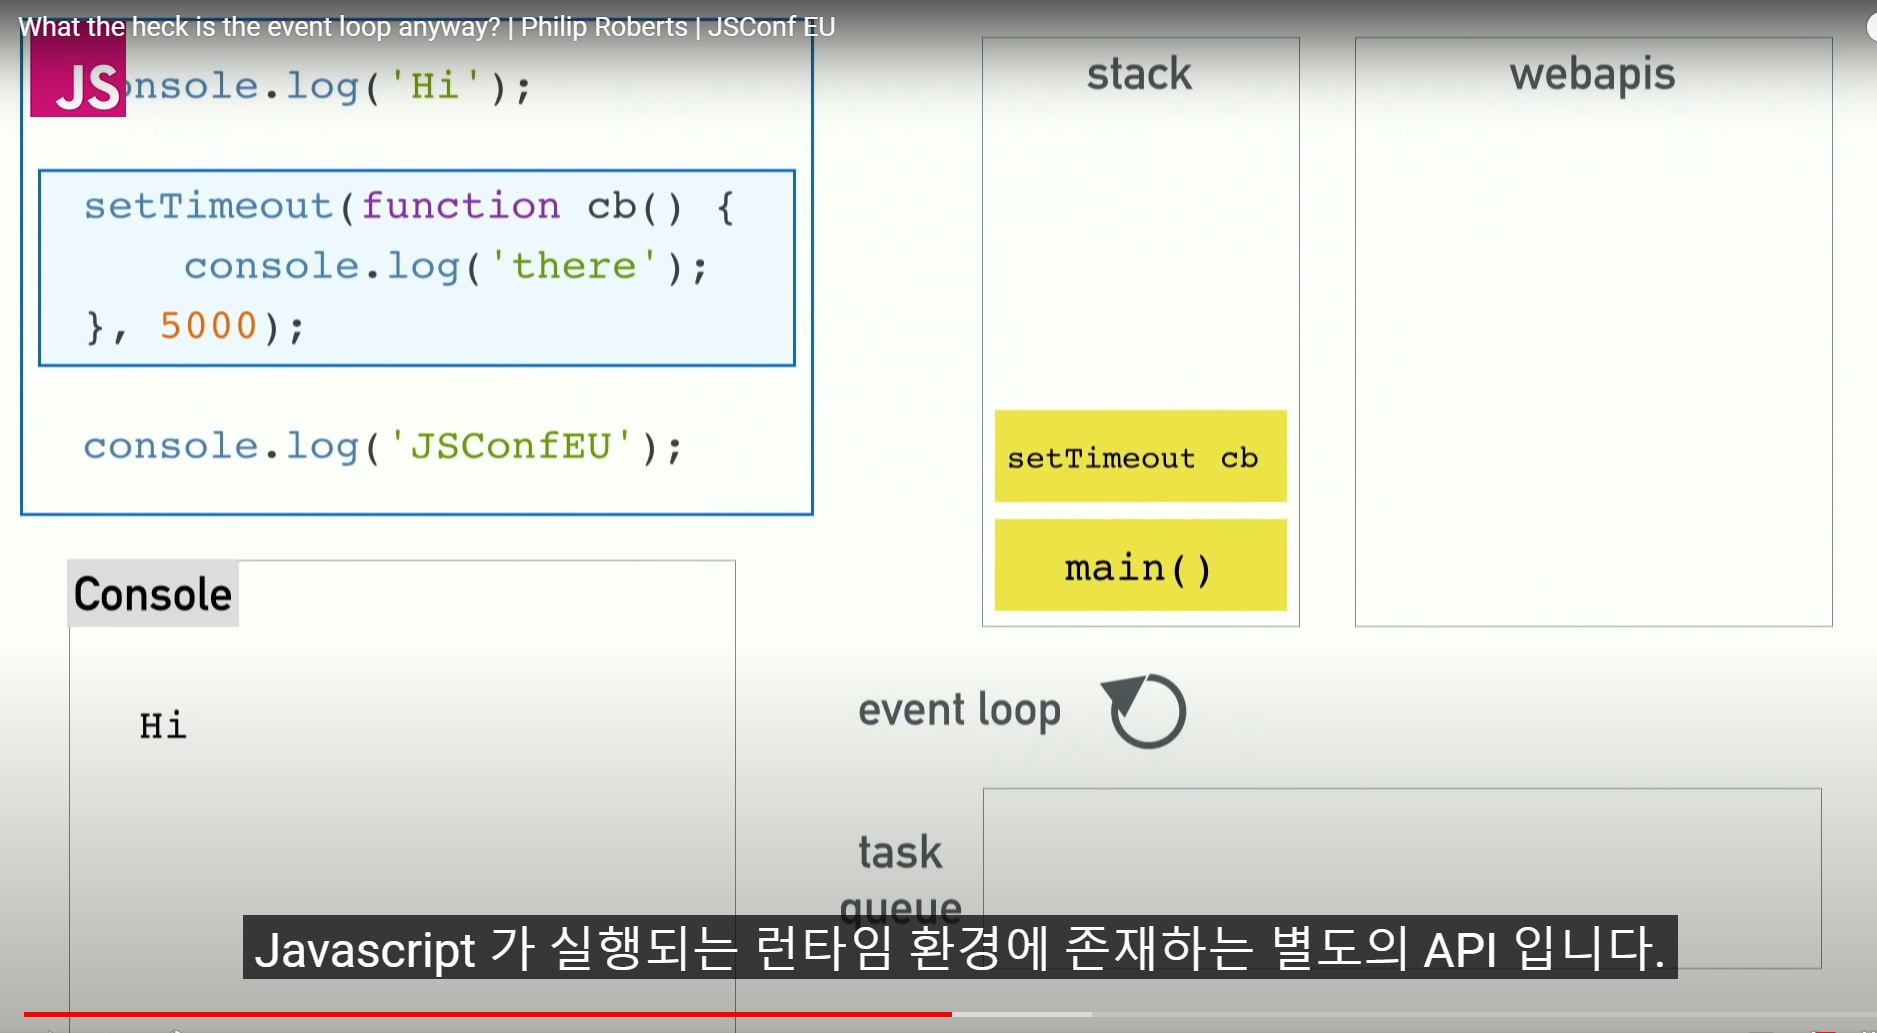 What the heck is the event loop anyway? | Philip Roberts | JSConf EU
JS
onsole.log('Hi');
setTimeout(function cb() {
console.log('there');
}, 5000);
console.log('JSConfEU');
Console
Hi
stack
setTimeout cb
main()
webapis
event loop
task
queue
Javascript 가 실행되는 런타임 환경에 존재하는 별도의 API 입니다.